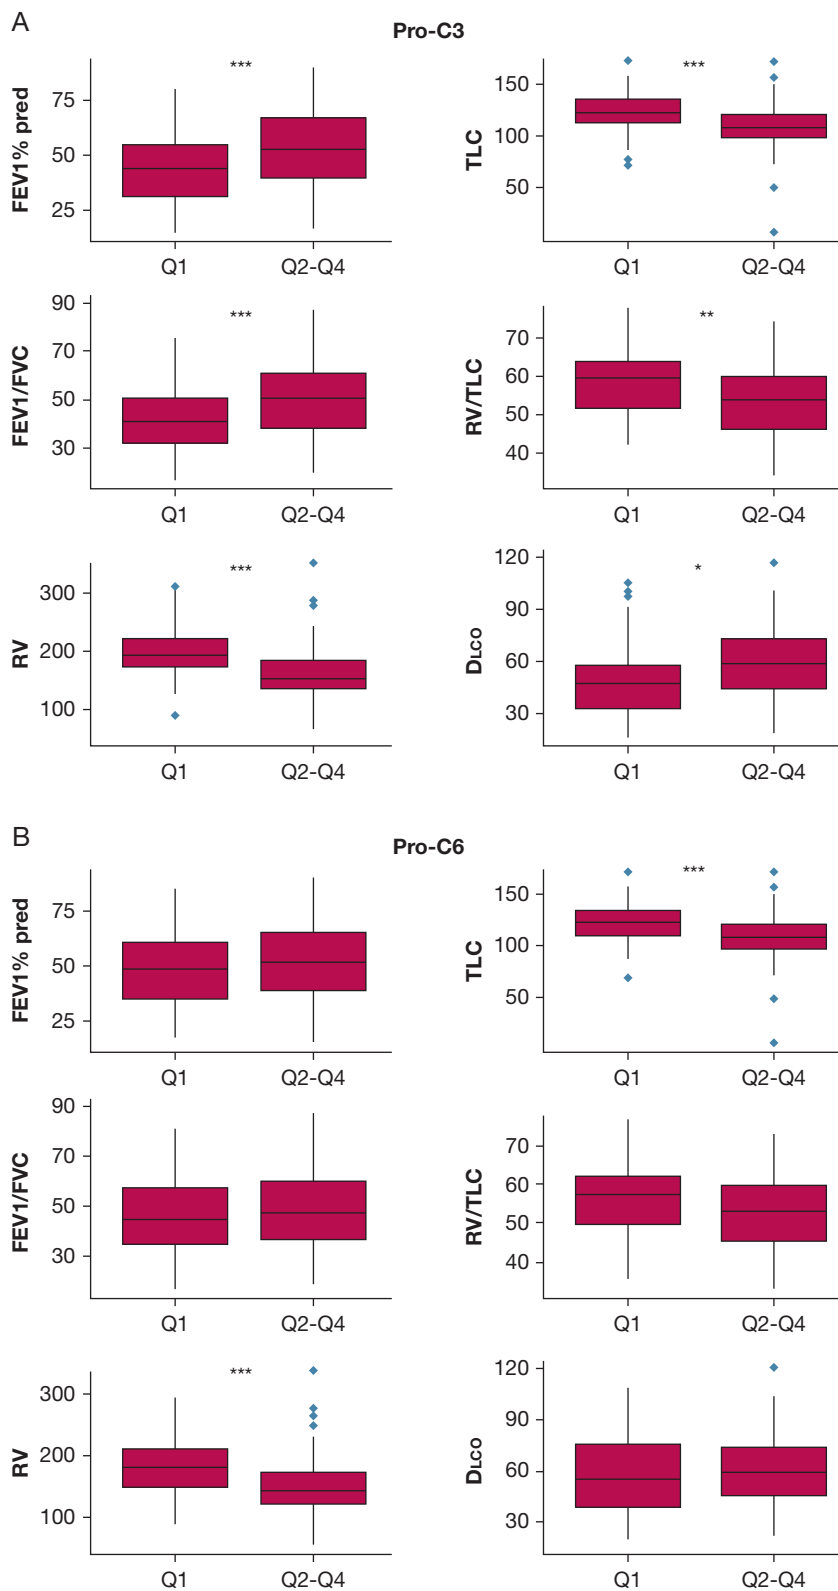 A
Pro-C3
FEV1% pred
75
50
25
***
Q1
Q2-Q4
TLC
150
100
50
***
Q1
Q2-Q4
FEV1/FVC
90
70
50
30
***
Q1
Q2-Q4
RV/TLC
70
60
50
40
**
Q1
Q2-Q4
RV
300
200
100
***
Q1
Q2-Q4
DLCO
120
90
60
30
*
Q1
Q2-Q4
B
Pro-C6
FEV1% pred
75
50
25
Q1
Q2-Q4
TLC
150
100
50
***
Q1
Q2-Q4
FEV1/FVC
90
70
50
30
Q1
Q2-Q4
RV/TLC
70
60
50
40
Q1
Q2-Q4
RV
300
200
100
***
Q1
Q2-Q4
DLCO
120
90
60
30
Q1
Q2-Q4